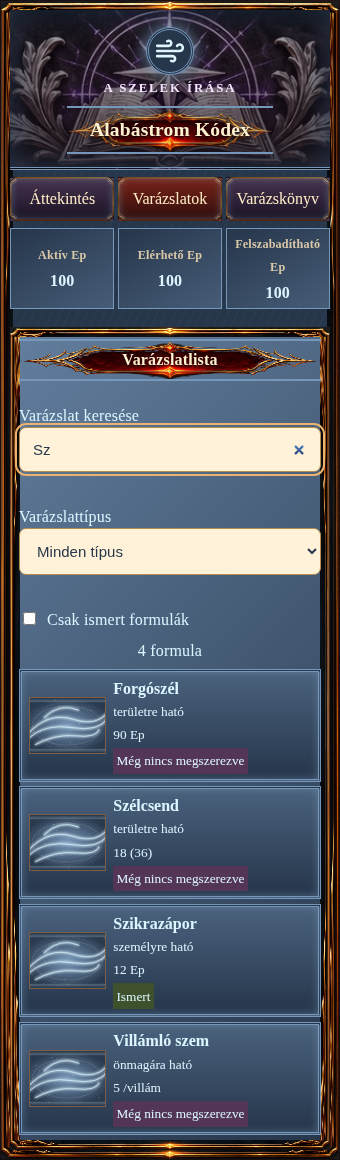 A SZELEK ÍRÁSA
Alabástrom Kódex
Áttekintés
Varázslatok
Varázskönyv
Aktív Ep
100
Elérhető Ep
100
Felszabadítható
Ep
100
Varázslatlista
Varázslat keresése
Sz
Varázslattípus
Minden típus
Csak ismert formulák
4 formula
Forgószél
területre ható
90 Ep
Még nincs megszerezve
Szélcsend
területre ható
18 (36)
Még nincs megszerezve
Szikrazápor
személyre ható
12 Ep
Ismert
Villámló szem
önmagára ható
5 /villám
Még nincs megszerezve